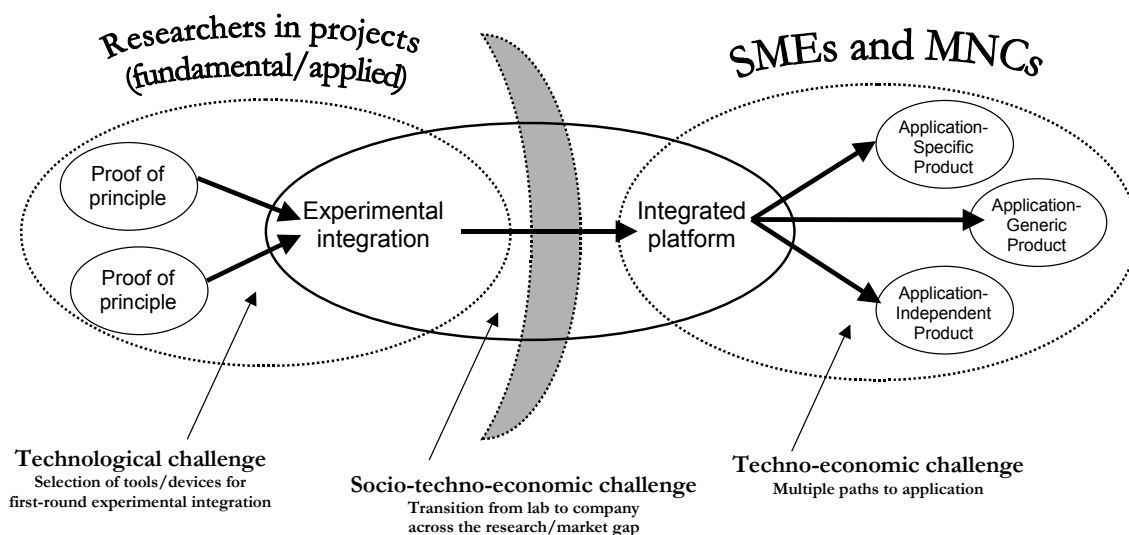 Researchers in projects
(fundamental/applied)
SMEs and MNCs
Proof of
principle
Proof of
principle
Experimental
integration
Integrated
platform
Application-
Specific
Product
Application-
Generic
Product
Application-
Independent
Product
Technological challenge
Selection of tools/devices for
first-round experimental integration
Socio-techno-economic challenge
Transition from lab to company
across the research/market gap
Techno-economic challenge
Multiple paths to application